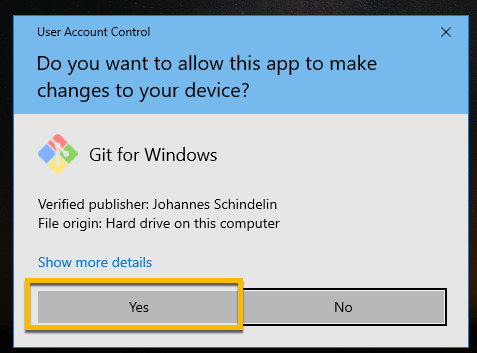 User Account Control
Do you want to allow this app to make
changes to your device?
Git for Windows
Verified publisher: Johannes Schindelin
File origin: Hard drive on this computer
Show more details
Yes
No